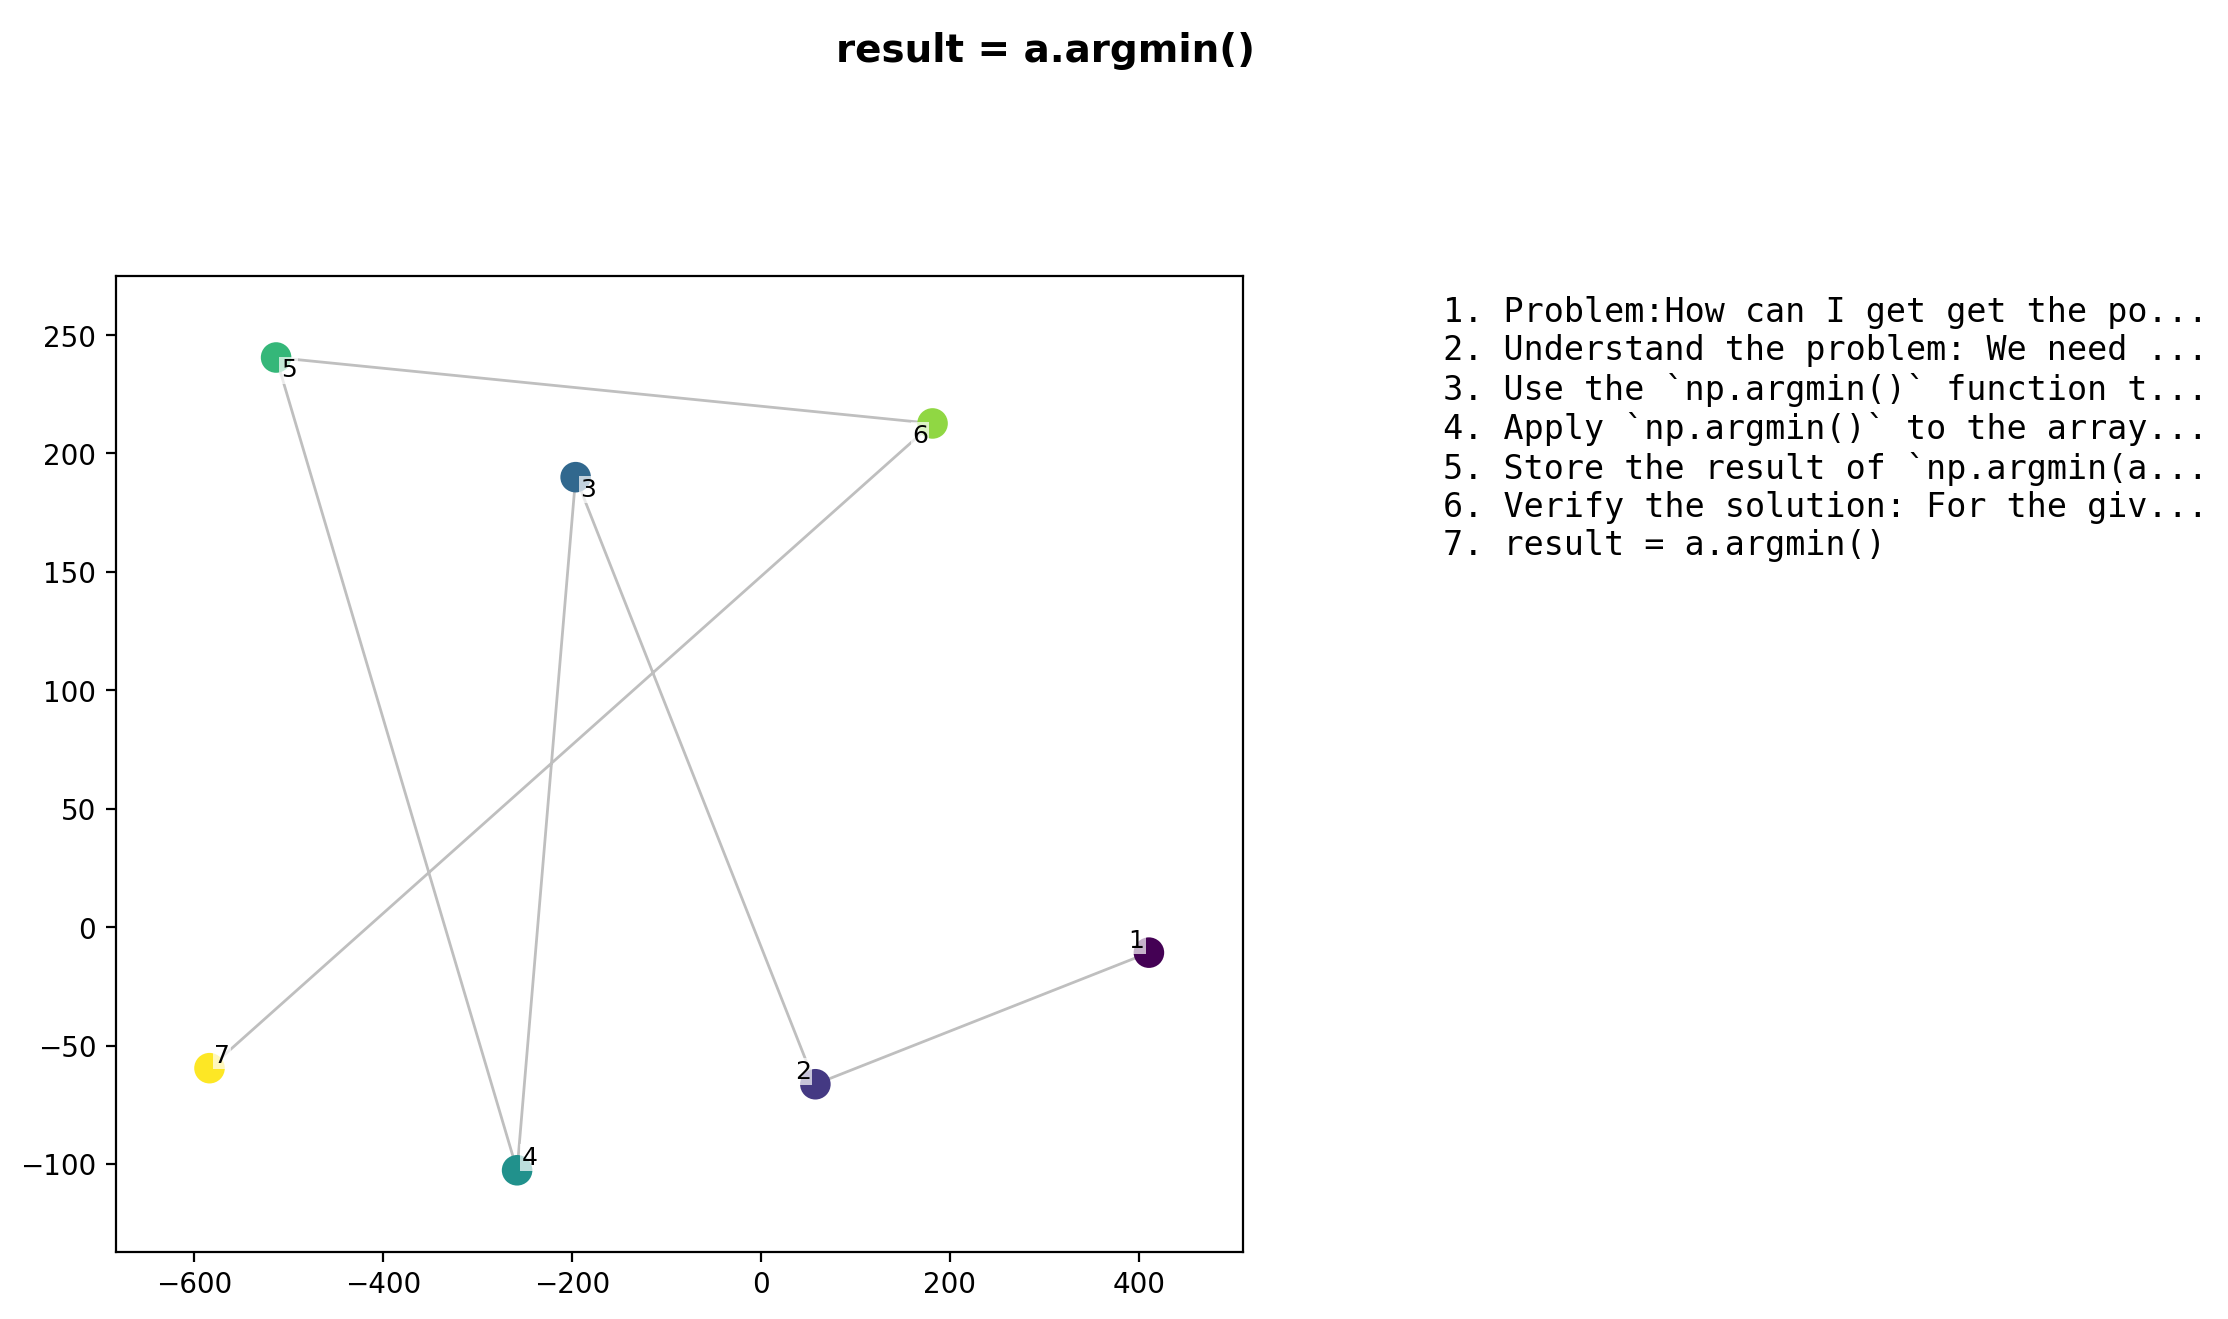 result = a.argmin()
250
200
150
100
50
0
−50
−100
−600
−400
−200
0
200
400
1
2
3
4
5
6
7
1. Problem:How can I get get the po...
2. Understand the problem: We need ...
3. Use the `np.argmin()` function t...
4. Apply `np.argmin()` to the array...
5. Store the result of `np.argmin(a...
6. Verify the solution: For the giv...
7. result = a.argmin()